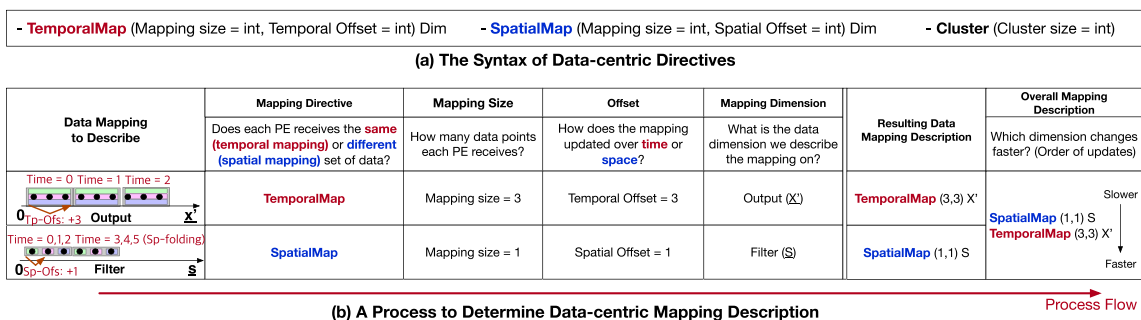 - TemporalMap (Mapping size = int, Temporal Offset = int) Dim - SpatialMap (Mapping size = int, Spatial Offset = int) Dim - Cluster (Cluster size = int)
(a) The Syntax of Data-centric Directives
Data Mapping
to Describe
Mapping Directive
Does each PE receives the same
(temporal mapping) or different
(spatial mapping) set of data?
Mapping Size
How many data points
each PE receives?
Offset
How does the mapping
updated over time or
space?
Mapping Dimension
What is the data
dimension we describe
the mapping on?
Resulting Data
Mapping Description
Overall Mapping
Description
Which dimension changes
faster? (Order of updates)
Time = 0 Time = 1 Time = 2
0
Tp-Ofs: +3
Output
X'
TemporalMap
Mapping size = 3
Temporal Offset = 3
Output (X')
TemporalMap (3,3) X'
Time = 0,1,2 Time = 3,4,5 (Sp-folding)
0
Sp-Ofs: +1
Filter
S
SpatialMap
Mapping size = 1
Spatial Offset = 1
Filter (S)
SpatialMap (1,1) S
Slower
SpatialMap (1,1) S
TemporalMap (3,3) X'
Faster
Process Flow
(b) A Process to Determine Data-centric Mapping Description